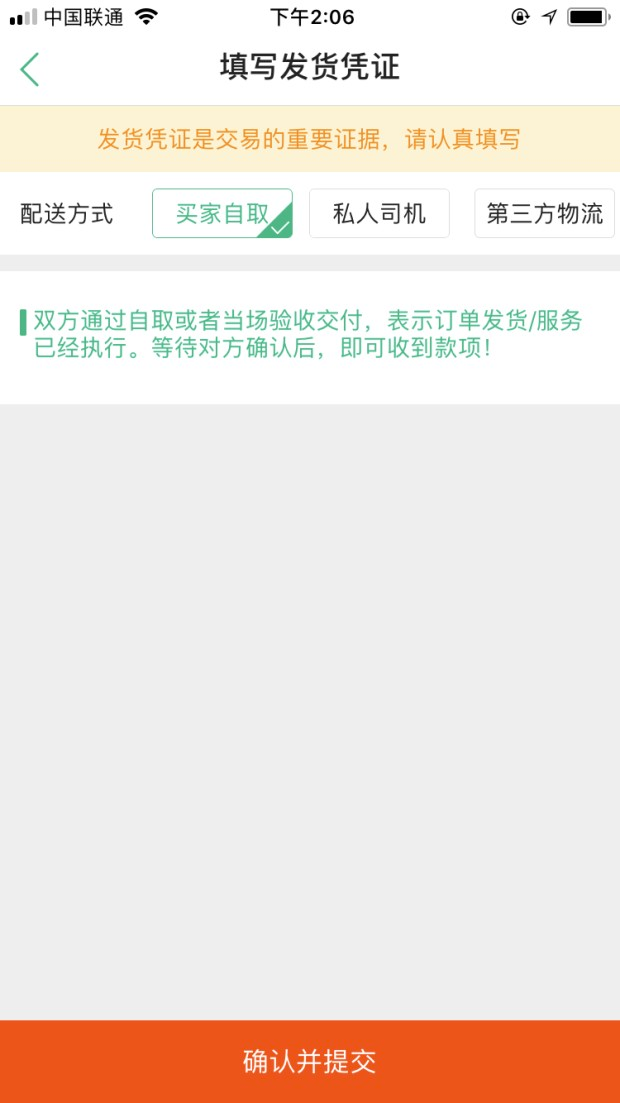 中国联通 下午2:06
填写发货凭证
发货凭证是交易的重要证据，请认真填写
配送方式 买家自取 私人司机 第三方物流
双方通过自取或者当场验收交付，表示订单发货/服务
已经执行。等待对方确认后，即可收到款项！
确认并提交